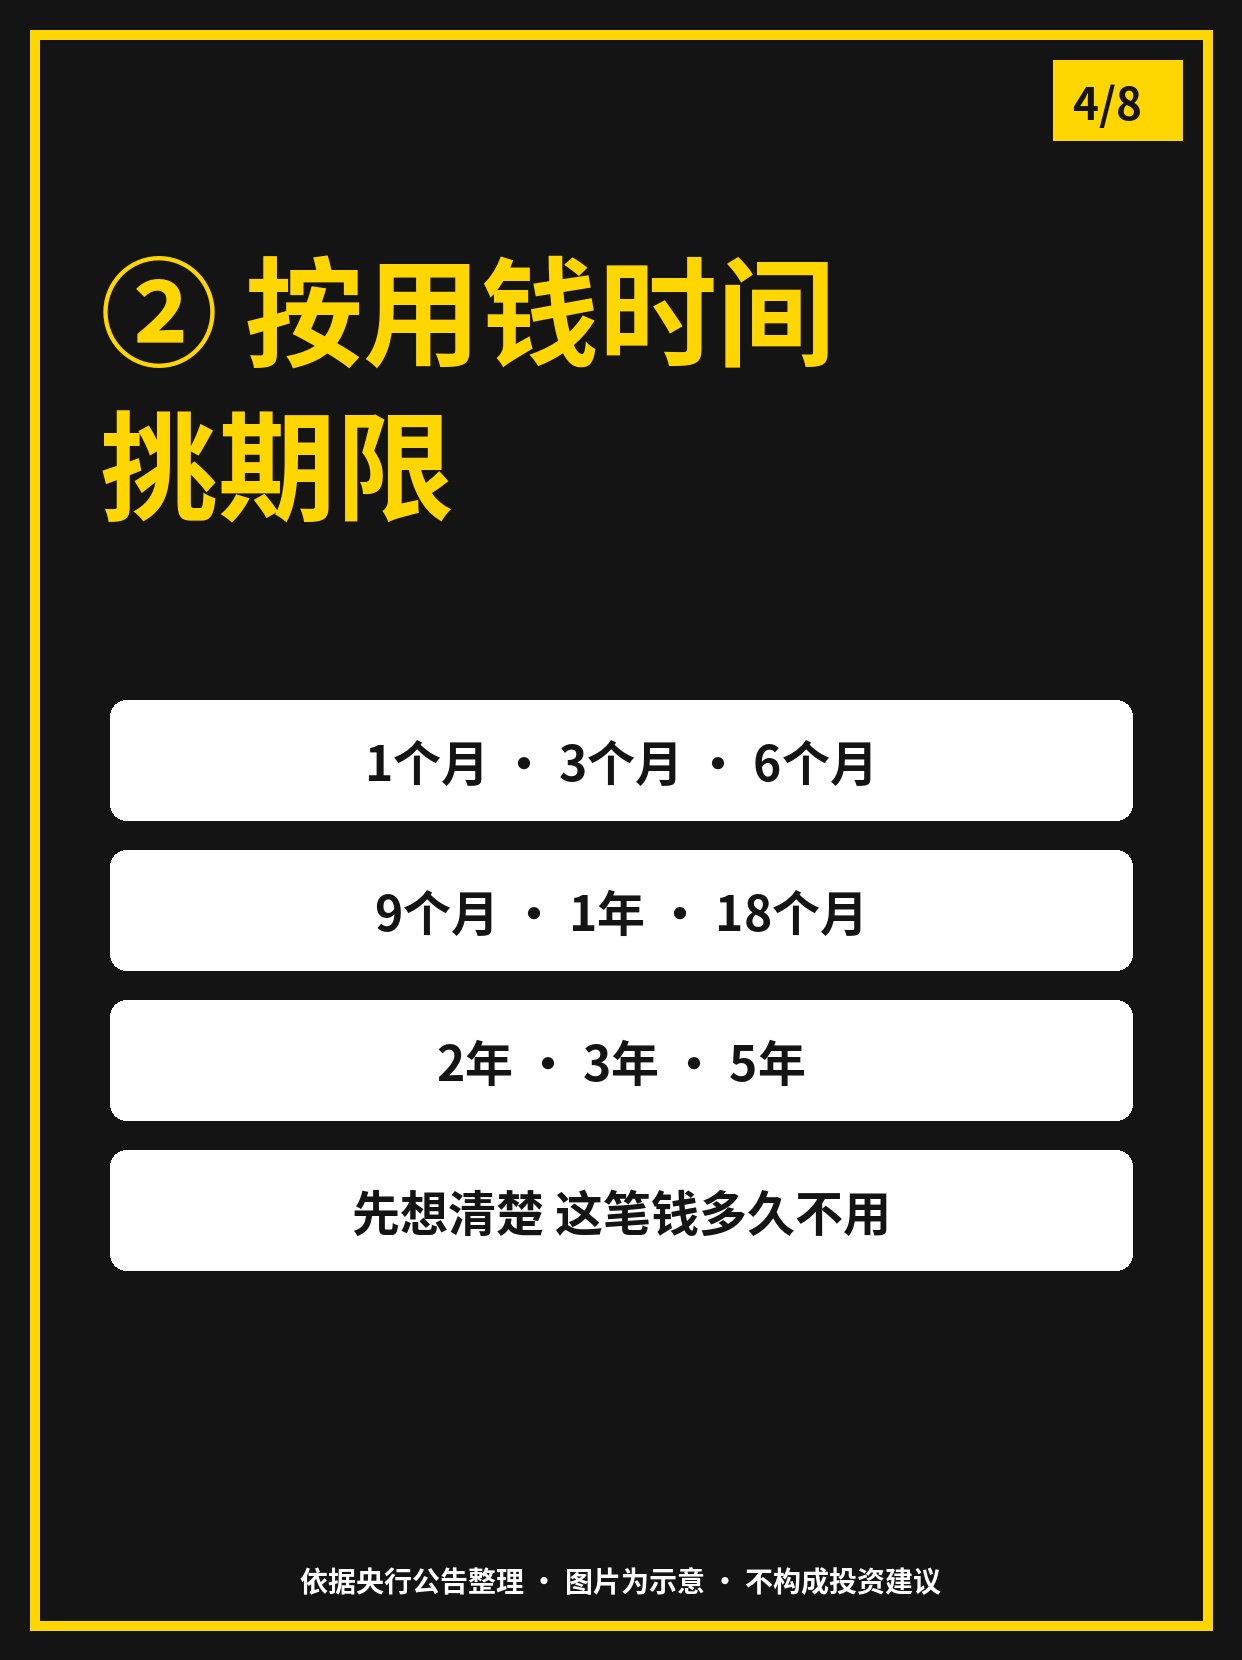 4/8
② 按用钱时间
挑期限
1个月 · 3个月 · 6个月
9个月 · 1年 · 18个月
2年 · 3年 · 5年
先想清楚 这笔钱多久不用
依据央行公告整理 · 图片为示意 · 不构成投资建议